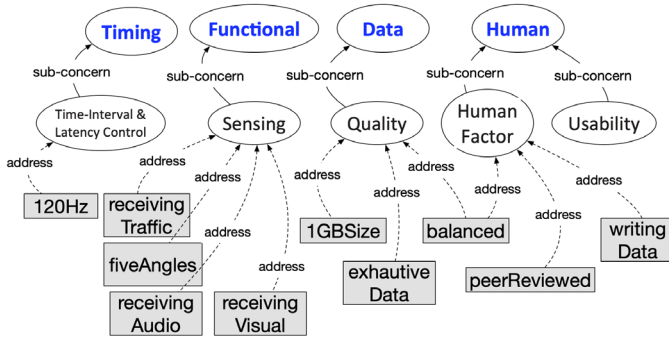 Timing
Functional
Data
Human
sub-concern
sub-concern
sub-concern
sub-concern
sub-concern
Time-Interval &
Latency Control
Sensing
Quality
Human
Factor
Usability
address
address
address
address
address
address
address
address
address
address
address
120Hz
receiving
Traffic
fiveAngles
receiving
Audio
receiving
Visual
1GBSize
exhautive
Data
balanced
peerReviewed
writing
Data